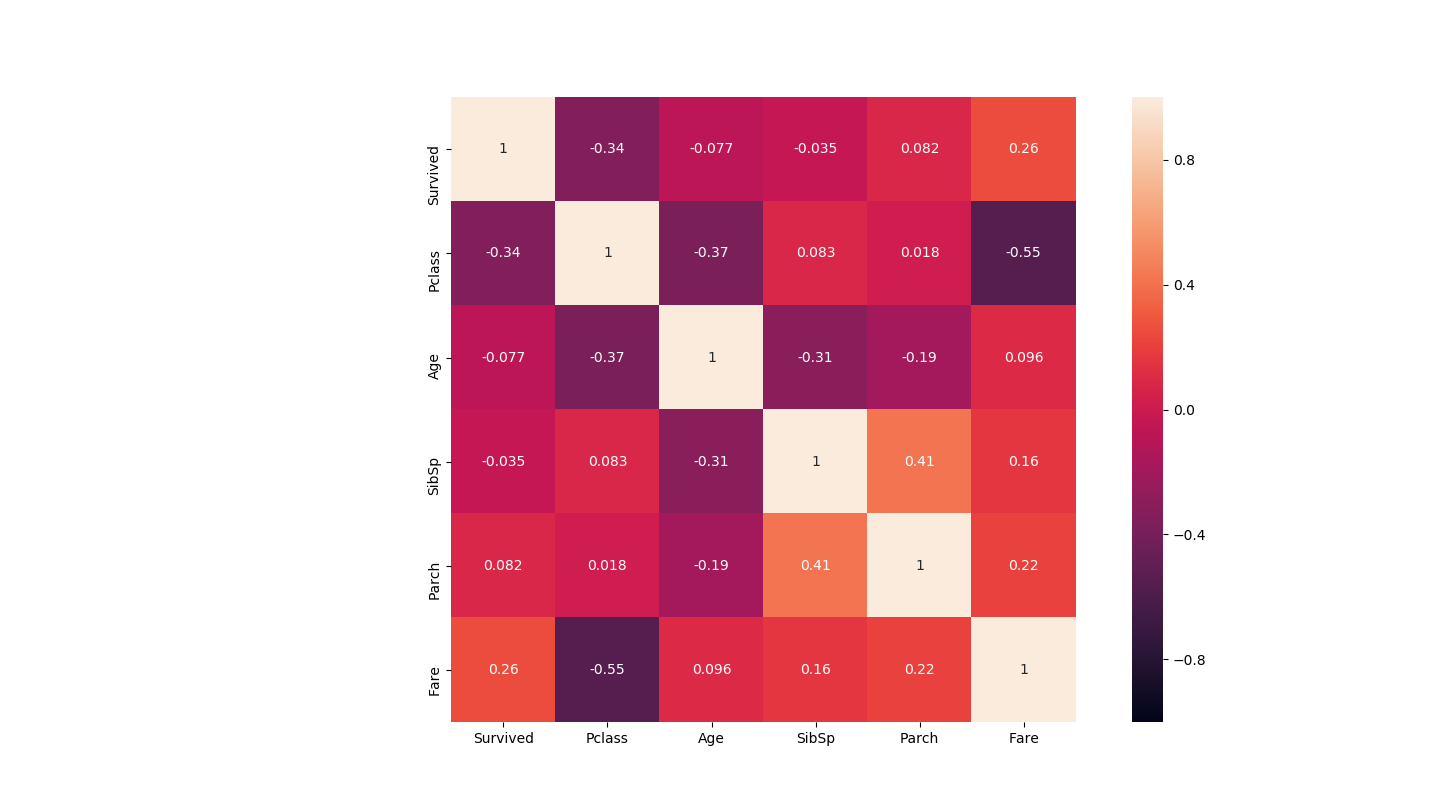 Survived 1 -0.34 -0.077 -0.035 0.082 0.26
Pclass -0.34 1 -0.37 0.083 0.018 -0.55
Age -0.077 -0.37 1 -0.31 -0.19 0.096
SibSp -0.035 0.083 -0.31 1 0.41 0.16
Parch 0.082 0.018 -0.19 0.41 1 0.22
Fare 0.26 -0.55 0.096 0.16 0.22 1
Survived Pclass Age SibSp Parch Fare
0.8
0.4
0.0
−0.4
−0.8